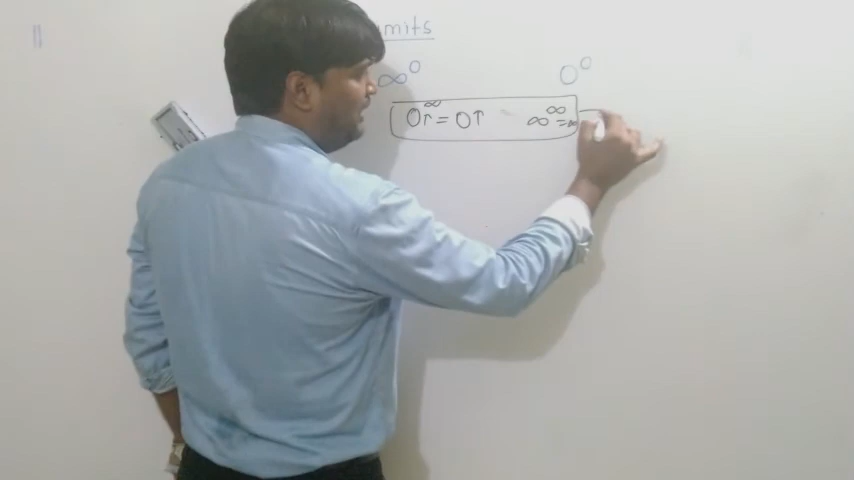 mits
∞⁰ 0⁰
0↑^∞ = 0↑ ∞^∞ = ∞